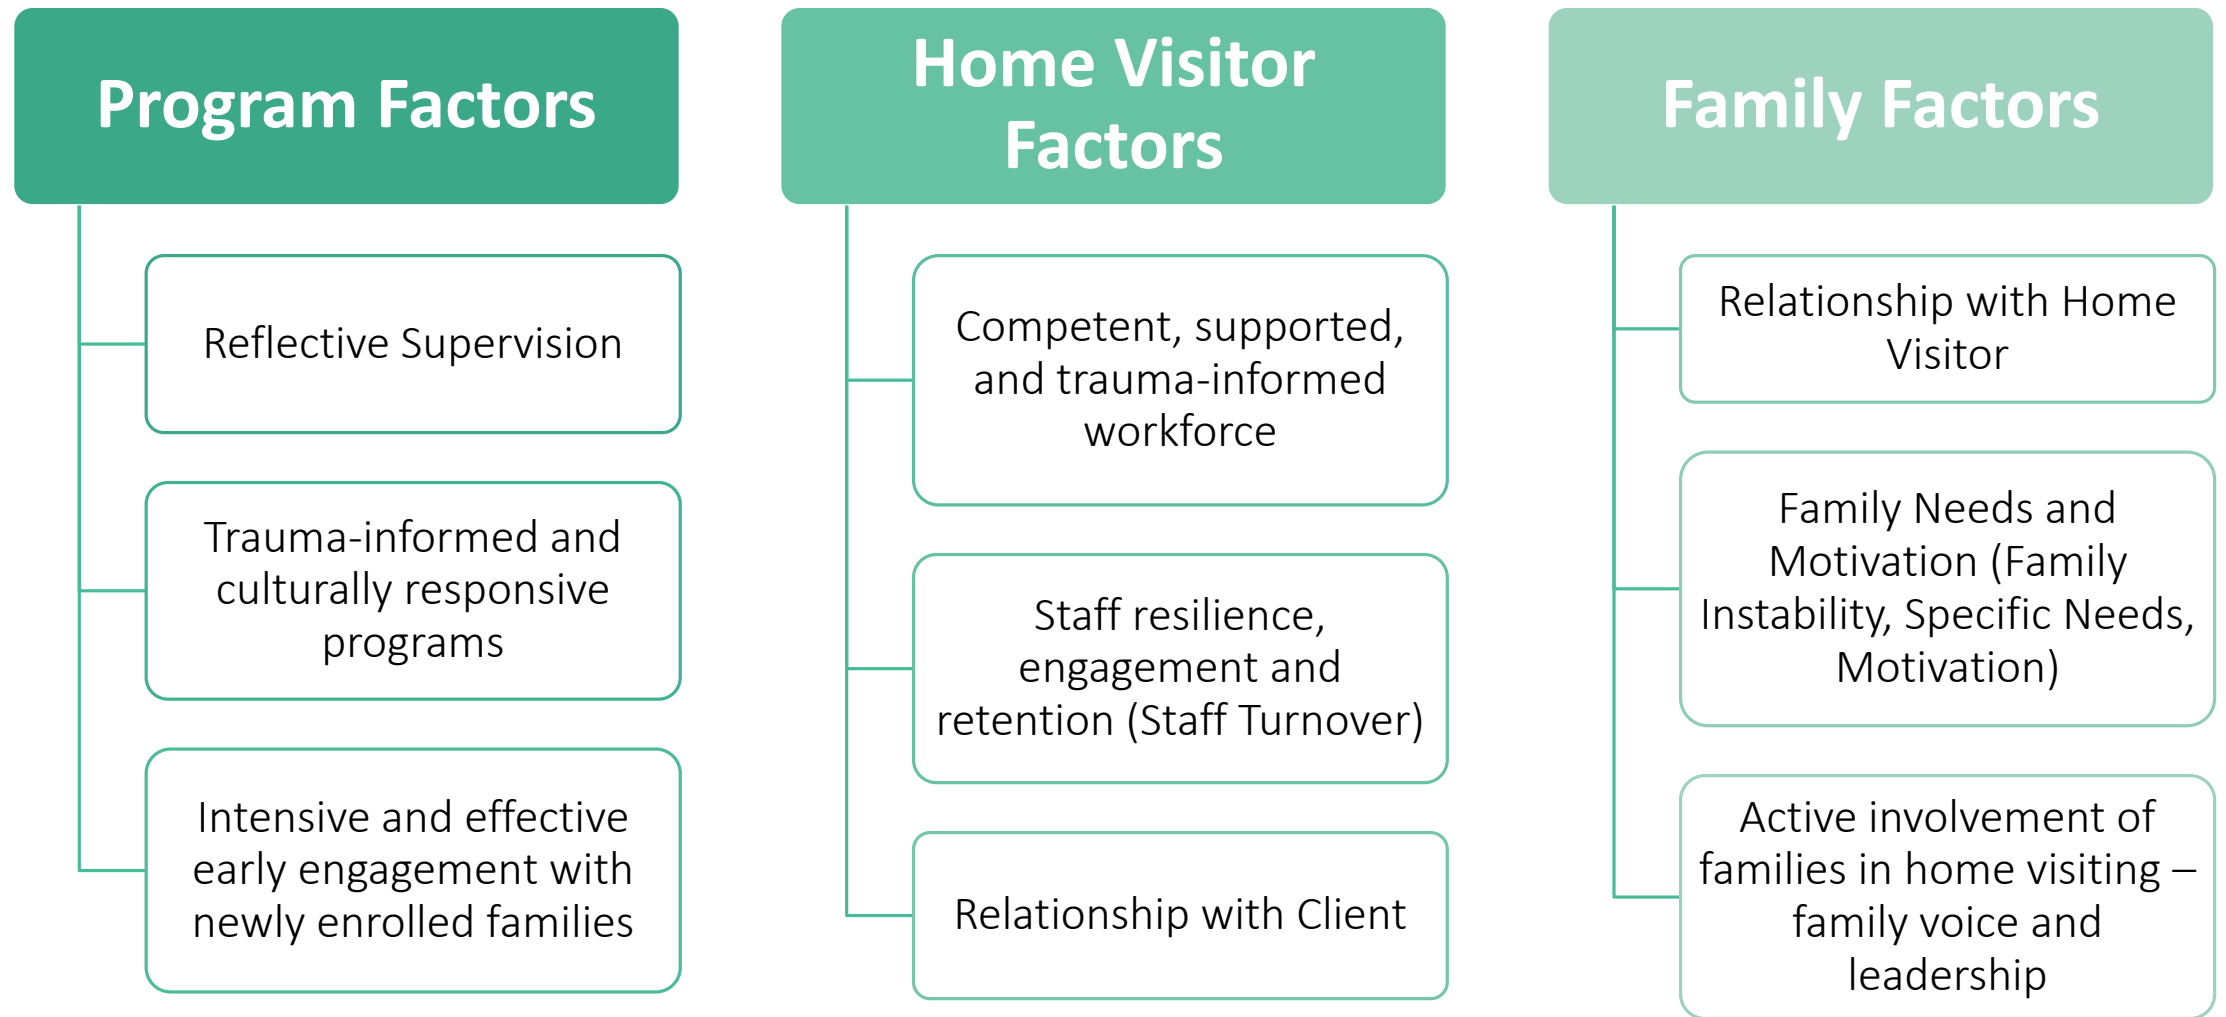 Program Factors
Reflective Supervision
Trauma-informed and
culturally responsive
programs
Intensive and effective
early engagement with
newly enrolled families
Home Visitor
Factors
Competent, supported,
and trauma-informed
workforce
Staff resilience,
engagement and
retention (Staff Turnover)
Relationship with Client
Family Factors
Relationship with Home
Visitor
Family Needs and
Motivation (Family
Instability, Specific Needs,
Motivation)
Active involvement of
families in home visiting –
family voice and
leadership